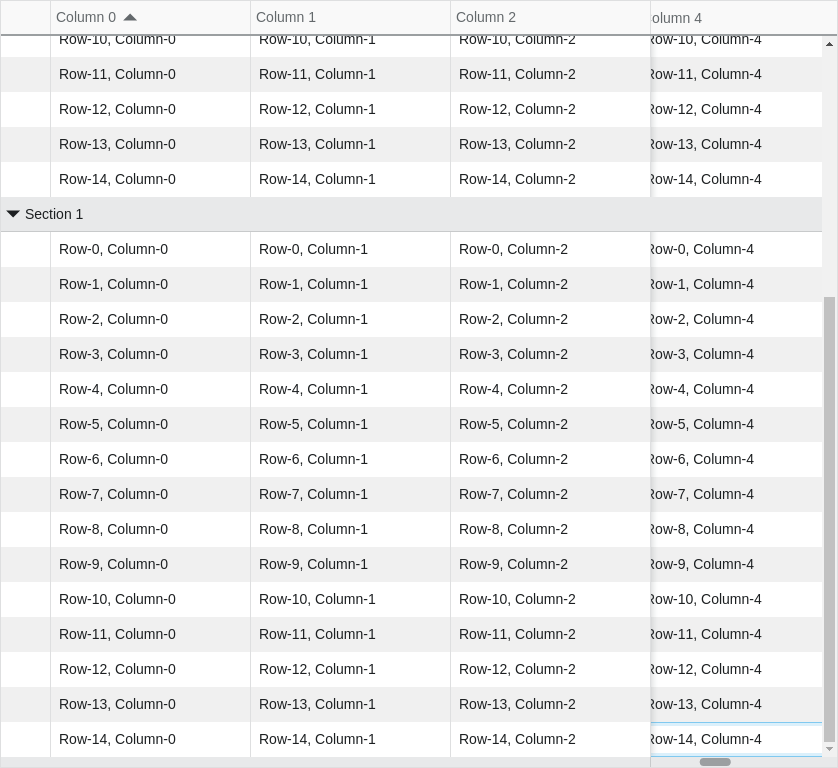 Column 0 Column 1 Column 2 olumn 4
Row-10, Column-0 Row-10, Column-1 Row-10, Column-2 Row-10, Column-4
Row-11, Column-0 Row-11, Column-1 Row-11, Column-2 Row-11, Column-4
Row-12, Column-0 Row-12, Column-1 Row-12, Column-2 Row-12, Column-4
Row-13, Column-0 Row-13, Column-1 Row-13, Column-2 Row-13, Column-4
Row-14, Column-0 Row-14, Column-1 Row-14, Column-2 Row-14, Column-4
Section 1
Row-0, Column-0 Row-0, Column-1 Row-0, Column-2 Row-0, Column-4
Row-1, Column-0 Row-1, Column-1 Row-1, Column-2 Row-1, Column-4
Row-2, Column-0 Row-2, Column-1 Row-2, Column-2 Row-2, Column-4
Row-3, Column-0 Row-3, Column-1 Row-3, Column-2 Row-3, Column-4
Row-4, Column-0 Row-4, Column-1 Row-4, Column-2 Row-4, Column-4
Row-5, Column-0 Row-5, Column-1 Row-5, Column-2 Row-5, Column-4
Row-6, Column-0 Row-6, Column-1 Row-6, Column-2 Row-6, Column-4
Row-7, Column-0 Row-7, Column-1 Row-7, Column-2 Row-7, Column-4
Row-8, Column-0 Row-8, Column-1 Row-8, Column-2 Row-8, Column-4
Row-9, Column-0 Row-9, Column-1 Row-9, Column-2 Row-9, Column-4
Row-10, Column-0 Row-10, Column-1 Row-10, Column-2 Row-10, Column-4
Row-11, Column-0 Row-11, Column-1 Row-11, Column-2 Row-11, Column-4
Row-12, Column-0 Row-12, Column-1 Row-12, Column-2 Row-12, Column-4
Row-13, Column-0 Row-13, Column-1 Row-13, Column-2 Row-13, Column-4
Row-14, Column-0 Row-14, Column-1 Row-14, Column-2 Row-14, Column-4